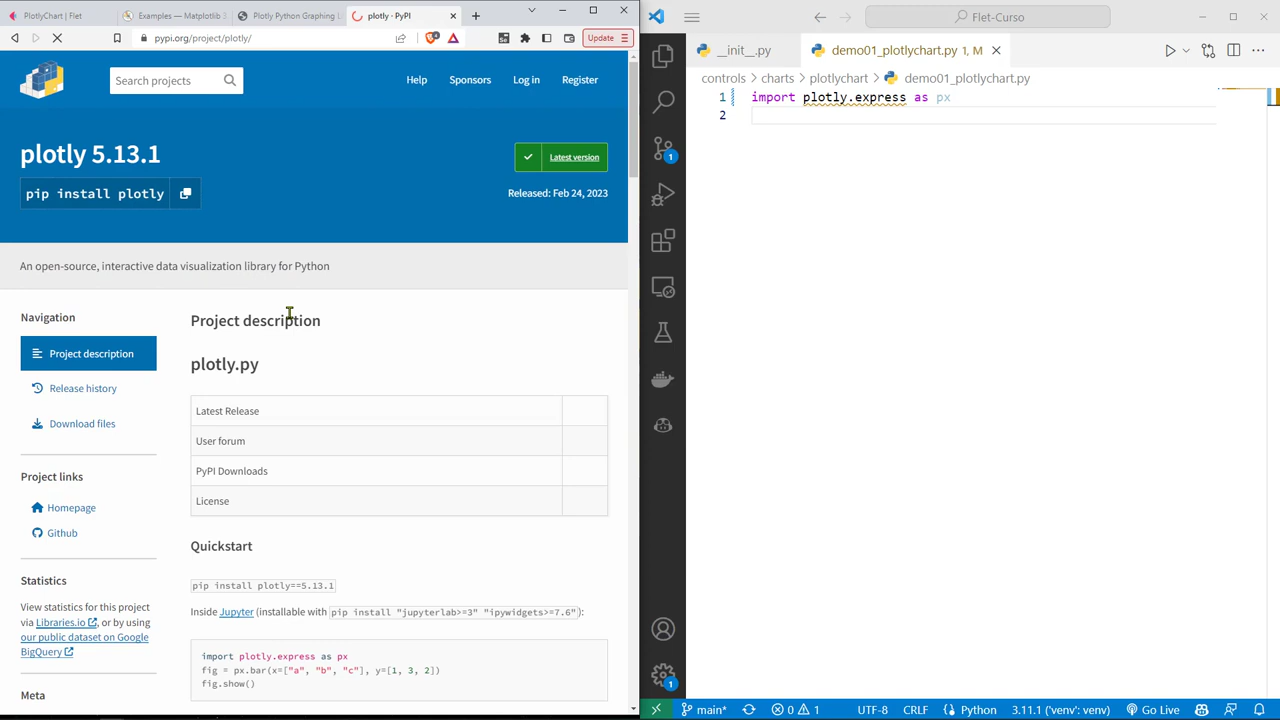 PlotlyChart | Flet
Examples — Matplotlib
Plotly Python Graphing L
plotly · PyPI
pypi.org/project/plotly/
Update
Search projects
Help
Sponsors
Log in
Register
plotly 5.13.1
pip install plotly
Latest version
Released: Feb 24, 2023
An open-source, interactive data visualization library for Python
Navigation
Project description
Release history
Download files
Project links
Homepage
Github
Statistics
View statistics for this project
via Libraries.io, or by using
our public dataset on Google
BigQuery
Meta
Project description
plotly.py
Latest Release
User forum
PyPI Downloads
License
Quickstart
pip install plotly==5.13.1
Inside Jupyter (installable with pip install "jupyterlab>=3" "ipywidgets>=7.6"):
import plotly.express as px
fig = px.bar(x=["a", "b", "c"], y=[1, 3, 2])
fig.show()
Flet-Curso
__init__.py
demo01_plotlychart.py 1, M
controls > charts > plotlychart > demo01_plotlychart.py
1 import plotly.express as px
2
1
1
main*
0
1
UTF-8
CRLF
Python
3.11.1 ('venv': venv)
Go Live